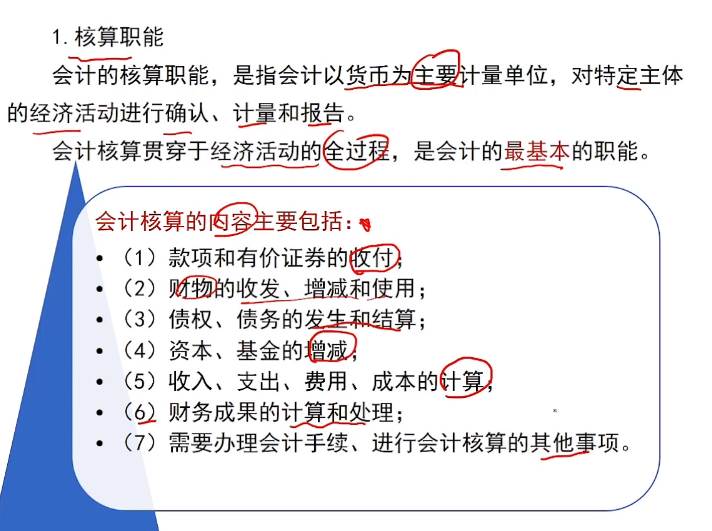 1.核算职能
会计的核算职能，是指会计以货币为主要计量单位，对特定主体
的经济活动进行确认、计量和报告。
会计核算贯穿于经济活动的全过程，是会计的最基本的职能。
会计核算的内容主要包括：
•（1）款项和有价证券的收付；
•（2）财物的收发、增减和使用；
•（3）债权、债务的发生和结算；
•（4）资本、基金的增减；
•（5）收入、支出、费用、成本的计算；
•（6）财务成果的计算和处理；
•（7）需要办理会计手续、进行会计核算的其他事项。